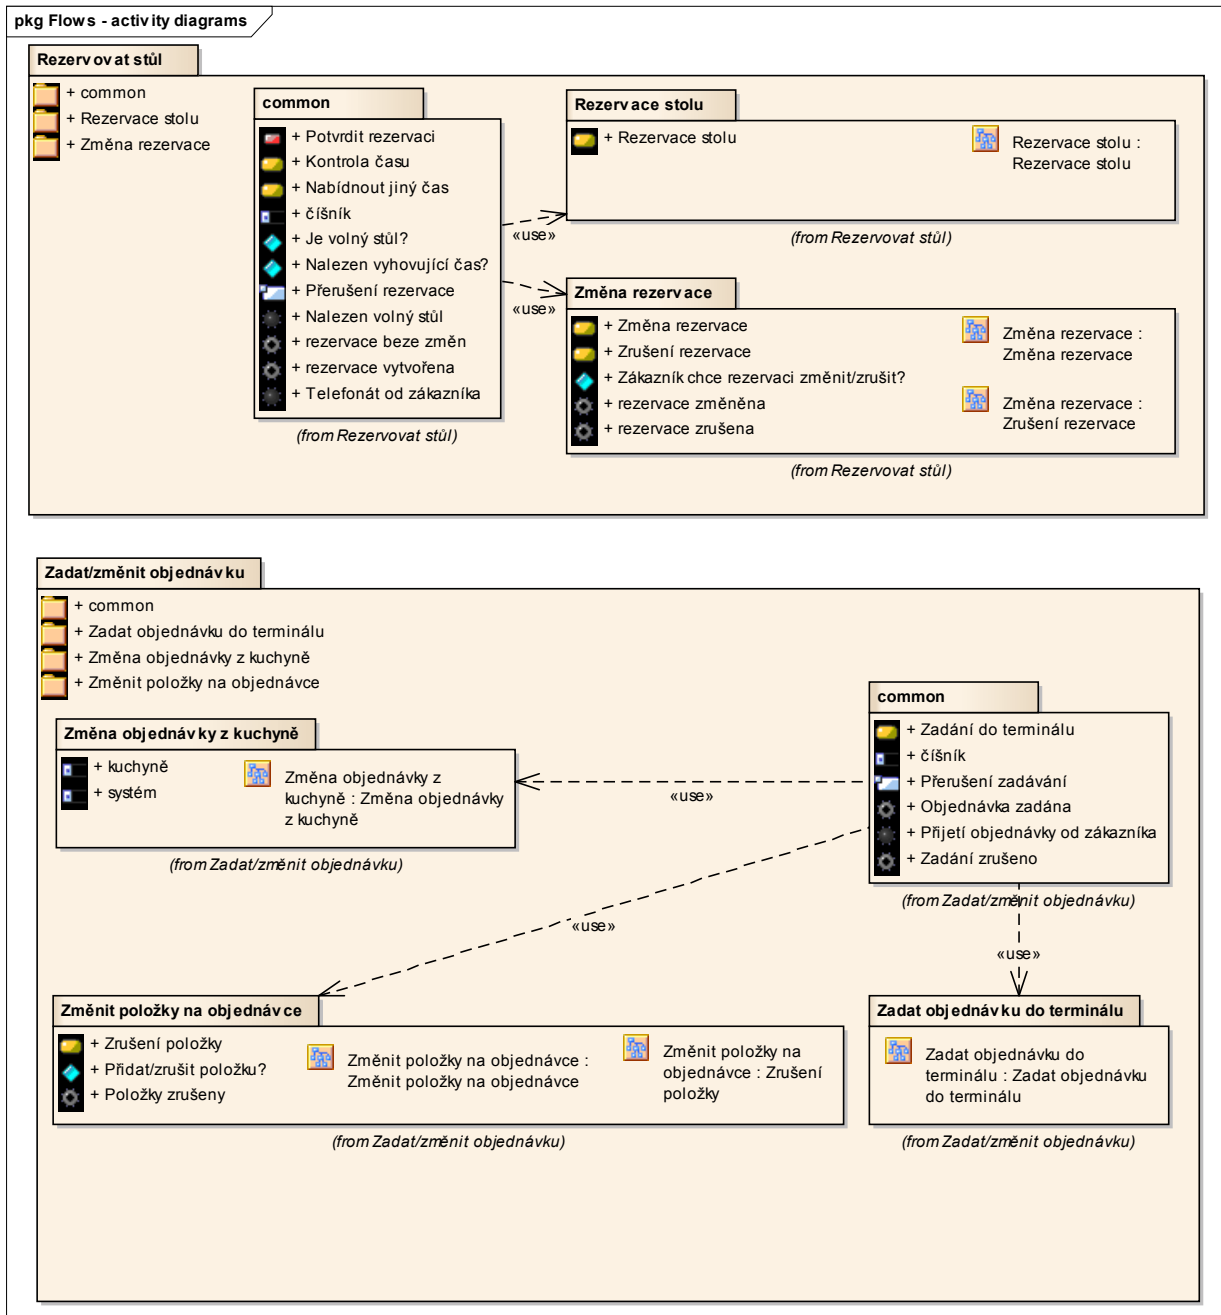 pkg Flows - activity diagrams
Rezervovat stůl
+ common
+ Rezervace stolu
+ Změna rezervace
common
+ Potvrdit rezervaci
+ Kontrola času
+ Nabídnout jiný čas
+ číšník
+ Je volný stůl?
+ Nalezen vyhovující čas?
+ Přerušení rezervace
+ Nalezen volný stůl
+ rezervace beze změn
+ rezervace vytvořena
+ Telefonát od zákazníka
(from Rezervovat stůl)
«use»
«use»
Rezervace stolu
+ Rezervace stolu
Rezervace stolu :
Rezervace stolu
(from Rezervovat stůl)
Změna rezervace
+ Změna rezervace
+ Zrušení rezervace
+ Zákazník chce rezervaci změnit/zrušit?
+ rezervace změněna
+ rezervace zrušena
Změna rezervace :
Změna rezervace
Změna rezervace :
Zrušení rezervace
(from Rezervovat stůl)
Zadat/změnit objednávku
+ common
+ Zadat objednávku do terminálu
+ Změna objednávky z kuchyně
+ Změnit položky na objednávce
Změna objednávky z kuchyně
+ kuchyně
+ systém
Změna objednávky z
kuchyně : Změna objednávky
z kuchyně
(from Zadat/změnit objednávku)
common
+ Zadání do terminálu
+ číšník
+ Přerušení zadávání
+ Objednávka zadána
+ Přijetí objednávky od zákazníka
+ Zadání zrušeno
(from Zadat/změnit objednávku)
«use»
«use»
«use»
Změnit položky na objednávce
+ Zrušení položky
+ Přidat/zrušit položku?
+ Položky zrušeny
Změnit položky na objednávce :
Změnit položky na objednávce
Změnit položky na
objednávce : Zrušení
položky
(from Zadat/změnit objednávku)
Zadat objednávku do terminálu
Zadat objednávku do
terminálu : Zadat objednávku
do terminálu
(from Zadat/změnit objednávku)